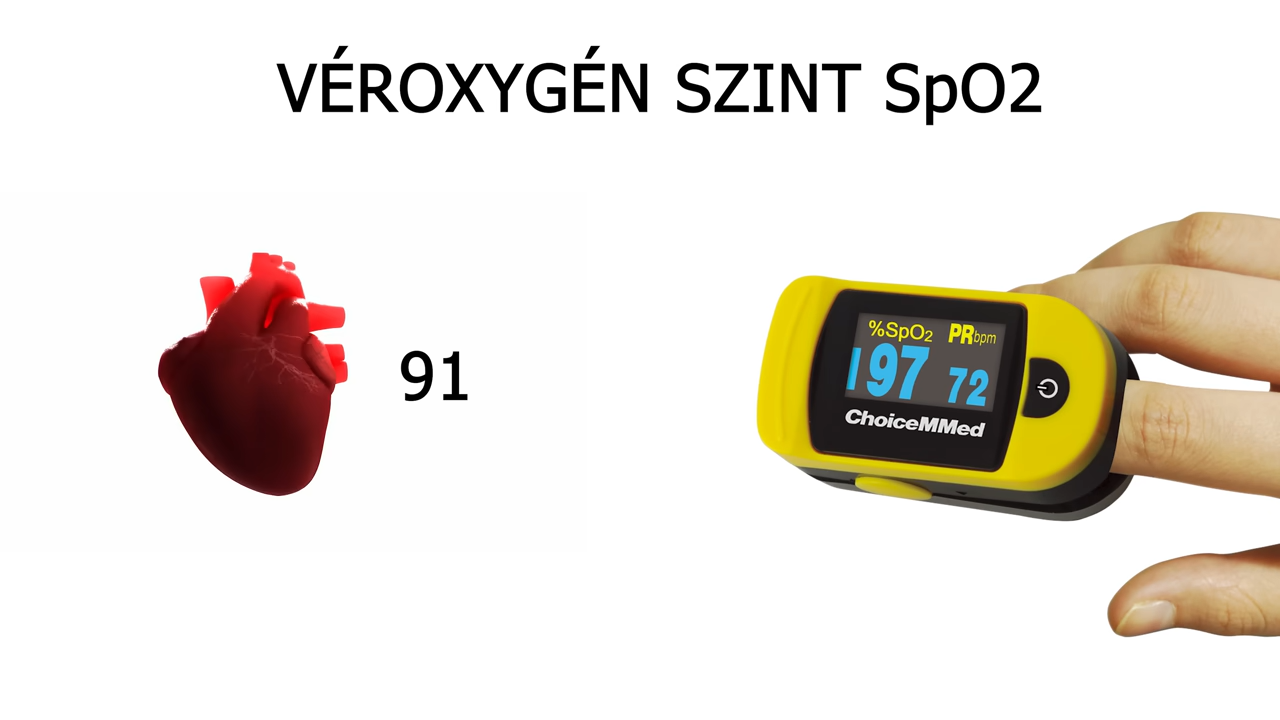 VÉROXYGÉN SZINT SpO2
91
%SpO2 PRbpm
97 72
ChoiceMMed